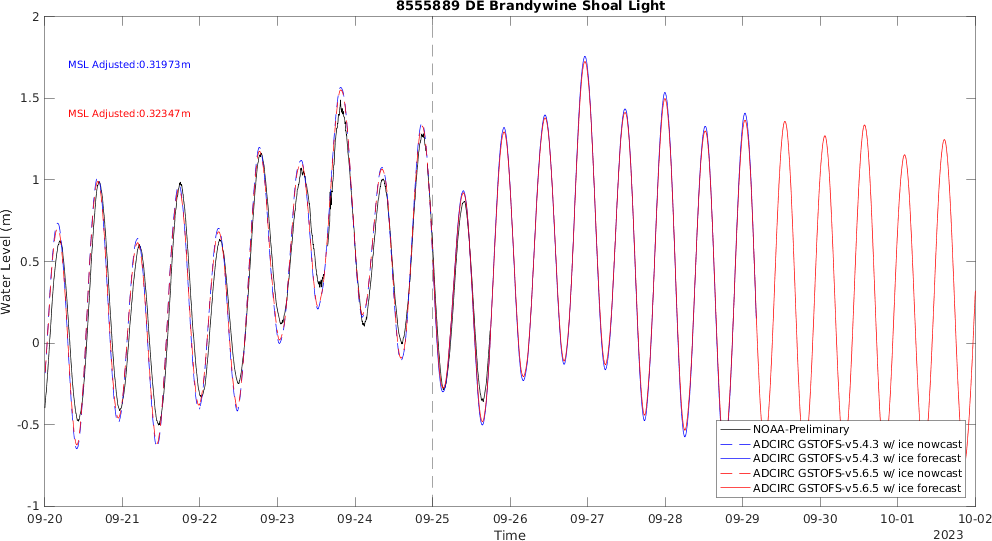 8555889 DE Brandywine Shoal Light
MSL Adjusted:0.31973m
MSL Adjusted:0.32347m
Water Level (m)
2
1.5
1
0.5
0
-0.5
-1
NOAA-Preliminary
ADCIRC GSTOFS-v5.4.3 w/ ice nowcast
ADCIRC GSTOFS-v5.4.3 w/ ice forecast
ADCIRC GSTOFS-v5.6.5 w/ ice nowcast
ADCIRC GSTOFS-v5.6.5 w/ ice forecast
09-20 09-21 09-22 09-23 09-24 09-25 09-26 09-27 09-28 09-29 09-30 10-01 10-02
Time
2023